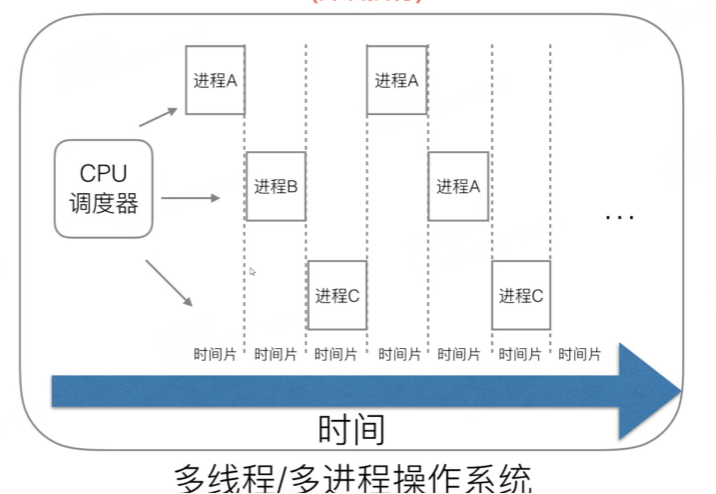 进程A
进程A
CPU
调度器
进程B
进程A
...
进程C
进程C
时间片 时间片 时间片 时间片 时间片 时间片 时间片
时间
多线程/多进程操作系统